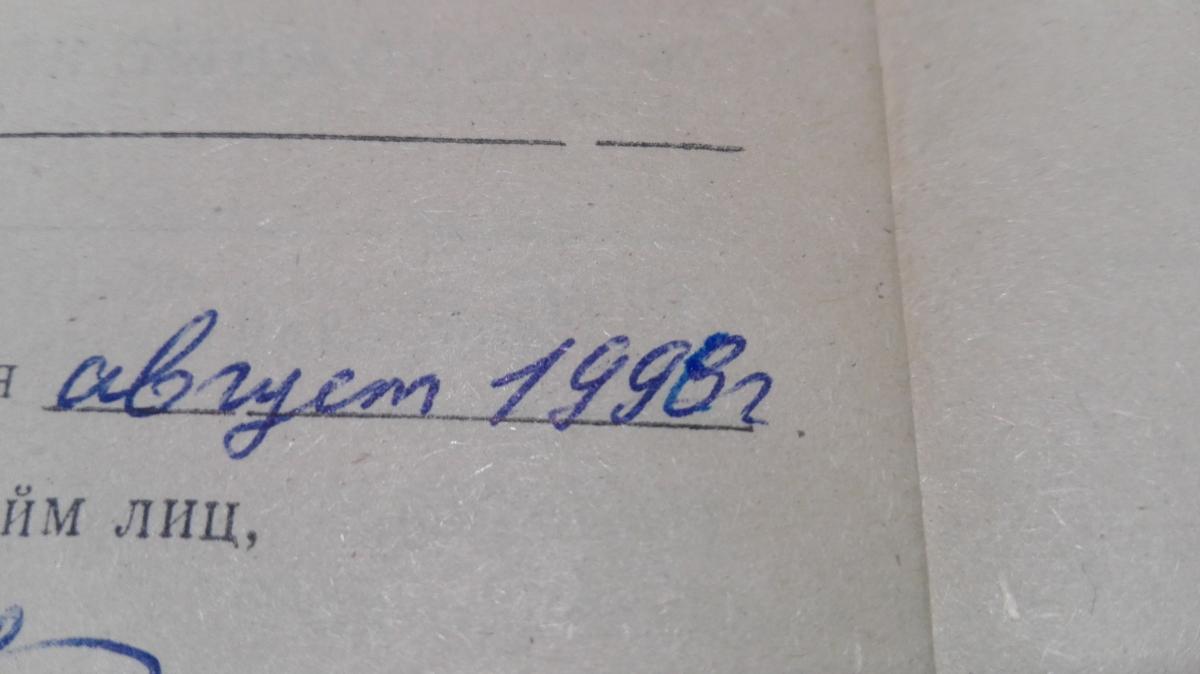 я август 1998г.
йм лиц,